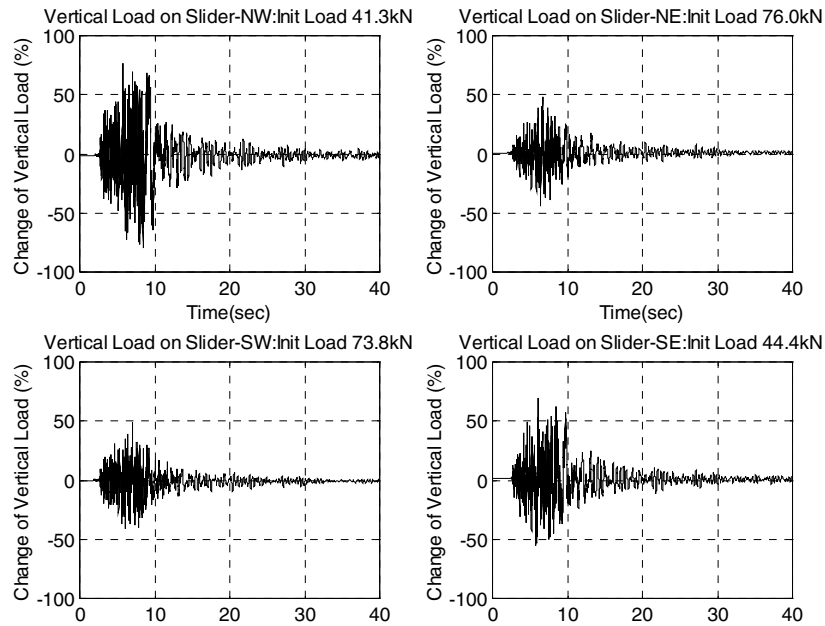 Vertical Load on Slider-NW:Init Load 41.3kN
Change of Vertical Load (%)
100
50
0
-50
-100
0 10 20 30 40
Time(sec)
Vertical Load on Slider-NE:Init Load 76.0kN
Change of Vertical Load (%)
100
50
0
-50
-100
0 10 20 30 40
Time(sec)
Vertical Load on Slider-SW:Init Load 73.8kN
Change of Vertical Load (%)
100
50
0
-50
-100
0 10 20 30 40
Vertical Load on Slider-SE:Init Load 44.4kN
Change of Vertical Load (%)
100
50
0
-50
-100
0 10 20 30 40